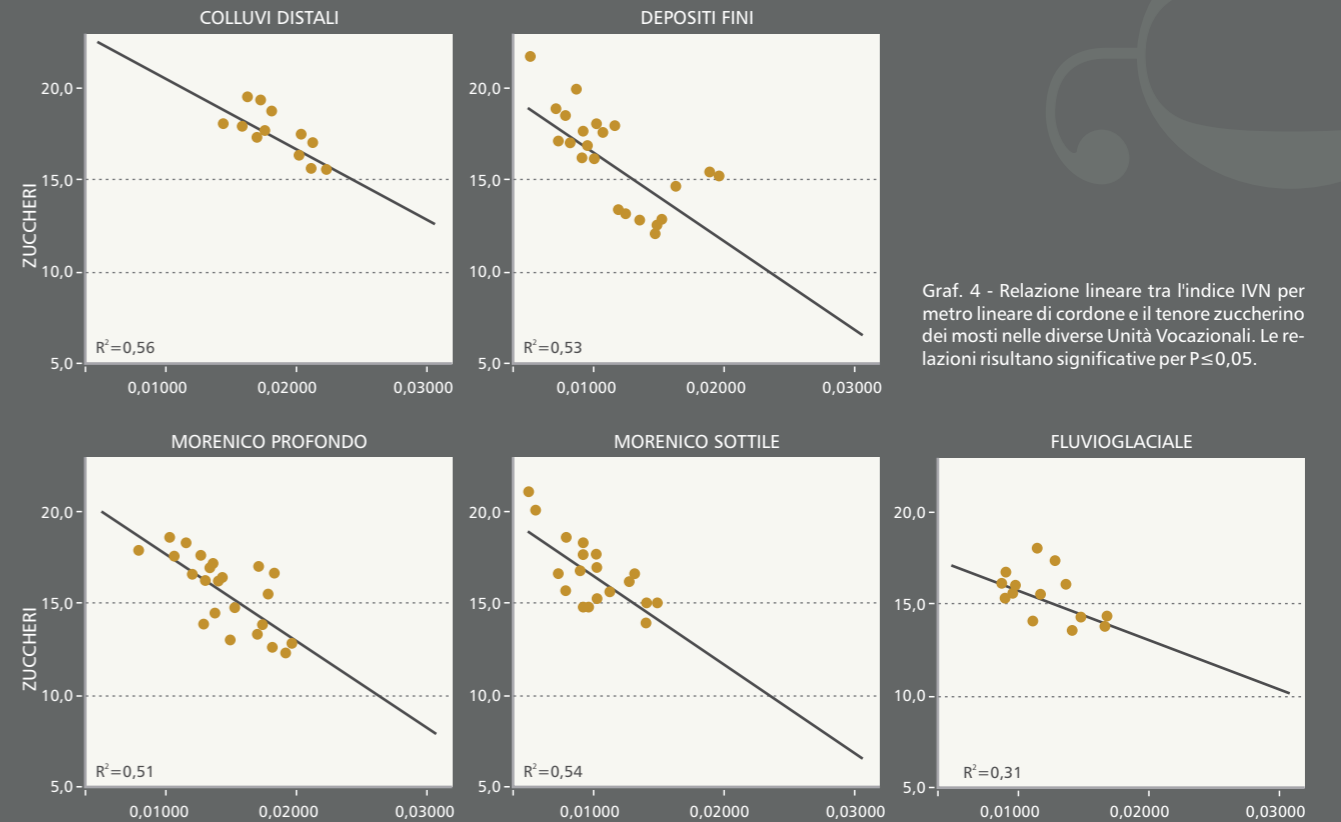 COLLUVI DISTALI
ZUCCHERI
20,0
15,0
10,0
5,0
R²=0,56
0,01000 0,02000 0,03000
DEPOSITI FINI
20,0
15,0
10,0
5,0
R²=0,53
0,01000 0,02000 0,03000
Graf. 4 - Relazione lineare tra l'indice IVN per
metro lineare di cordone e il tenore zuccherino
dei mosti nelle diverse Unità Vocazionali. Le re-
lazioni risultano significative per P≤0,05.
MORENICO PROFONDO
ZUCCHERI
20,0
15,0
10,0
5,0
R²=0,51
0,01000 0,02000 0,03000
MORENICO SOTTILE
20,0
15,0
10,0
5,0
R²=0,54
0,01000 0,02000 0,03000
FLUVIOGLACIALE
20,0
15,0
10,0
5,0
R²=0,31
0,01000 0,02000 0,03000